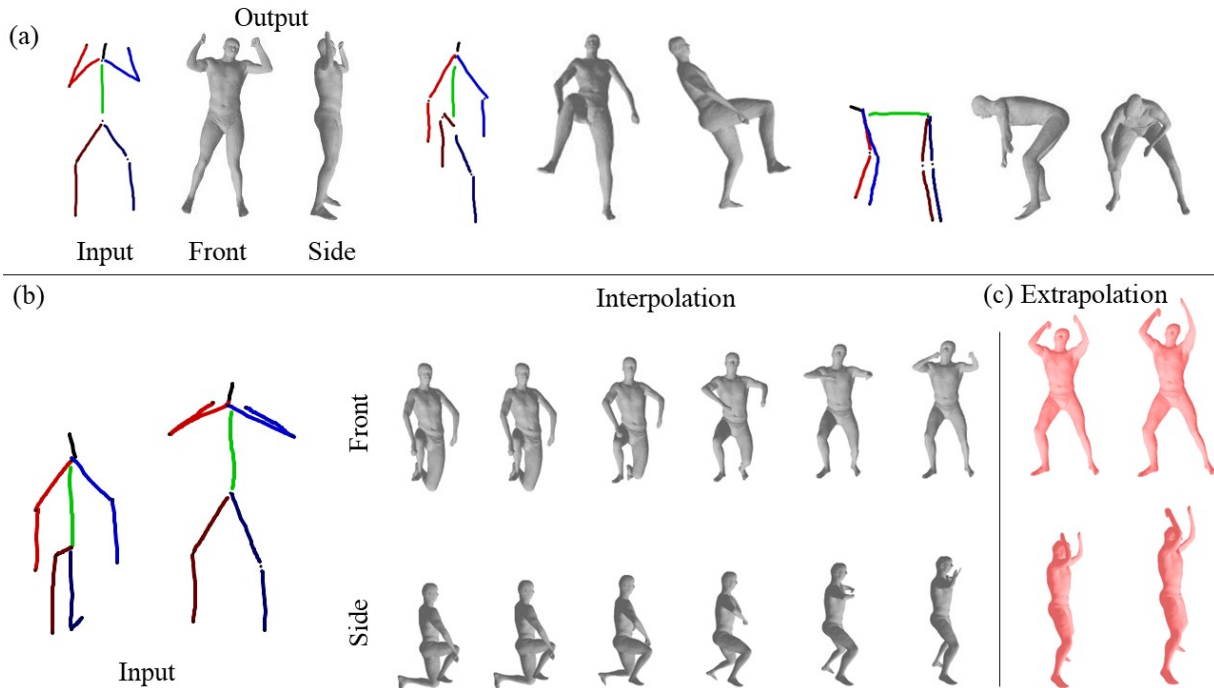 (a)
Output
Input Front Side
(b)
Interpolation
(c) Extrapolation
Front
Side
Input